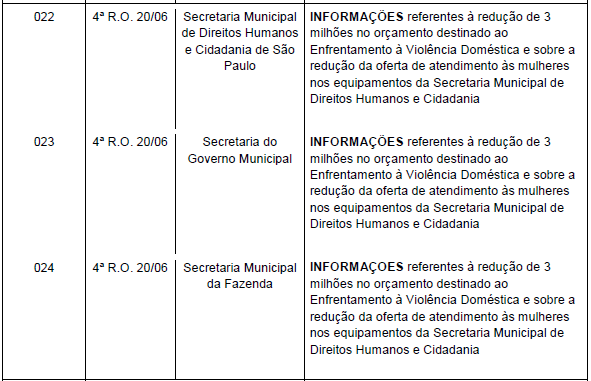 022
4ª R.O. 20/06
Secretaria Municipal
de Direitos Humanos
e Cidadania de São
Paulo
INFORMAÇÕES referentes à redução de 3
milhões no orçamento destinado ao
Enfrentamento à Violência Doméstica e sobre a
redução da oferta de atendimento às mulheres
nos equipamentos da Secretaria Municipal de
Direitos Humanos e Cidadania
023
4ª R.O. 20/06
Secretaria do
Governo Municipal
INFORMAÇÕES referentes à redução de 3
milhões no orçamento destinado ao
Enfrentamento à Violência Doméstica e sobre a
redução da oferta de atendimento às mulheres
nos equipamentos da Secretaria Municipal de
Direitos Humanos e Cidadania
024
4ª R.O. 20/06
Secretaria Municipal
da Fazenda
INFORMAÇOES referentes à redução de 3
milhões no orçamento destinado ao
Enfrentamento à Violência Doméstica e sobre a
redução da oferta de atendimento às mulheres
nos equipamentos da Secretaria Municipal de
Direitos Humanos e Cidadania